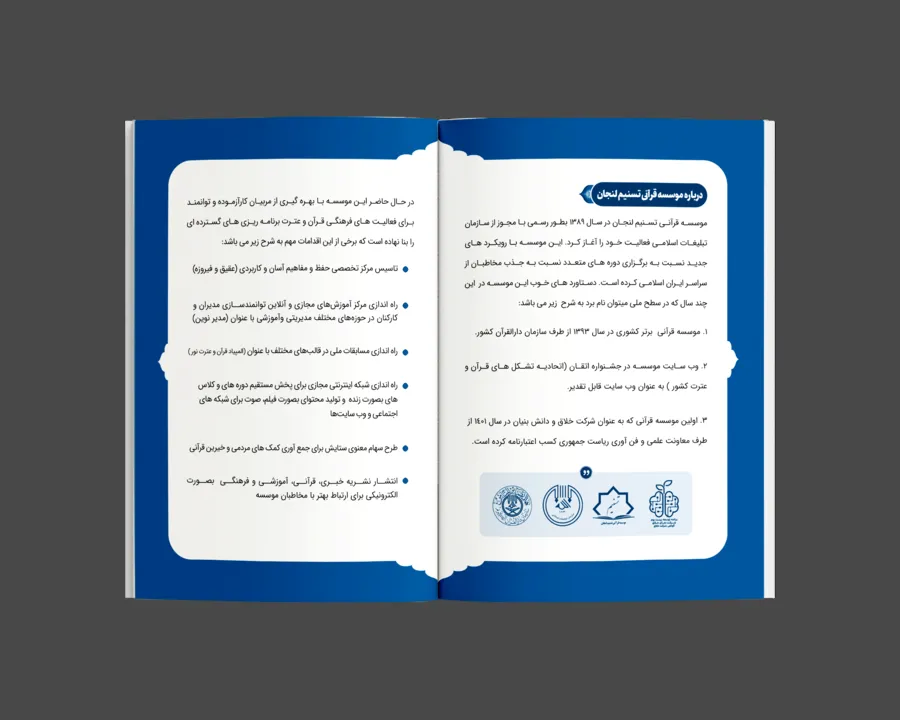 درباره موسسه قرآنی تسنیم لنجان
موسسه قرآنی تسنیم لنجان در سال ۱۳۸۹ بطور رسمی با مجوز از سازمان
تبلیغات اسلامی فعالیت خود را آغاز کرد. این موسسه با رویکرد های
جدید نسبت به برگزاری دوره های متعدد نسبت به جذب مخاطبان از
سراسر ایران اسلامی کرده است. دستاورد های خوب این موسسه در این
چند سال که در سطح ملی میتوان نام برد به شرح زیر می باشد:
۱. موسسه قرآنی برتر کشوری در سال ۱۳۹۳ از طرف سازمان دارالقرآن کشور.
۲. وب سایت موسسه در جشنواره اتقان (اتحادیه تشکل های قرآن و
عترت کشور ) به عنوان وب سایت قابل تقدیر.
۳. اولین موسسه قرآنی که به عنوان شرکت خلاق و دانش بنیان در سال ۱٤۰۱ از
طرف معاونت علمی و فن آوری ریاست جمهوری کسب اعتبارنامه کرده است.
در حال حاضر این موسسه با بهره گیری از مربیان کارآزموده و توانمند
برای فعالیت های فرهنگی قرآن و عترت برنامه ریزی های گسترده ای
را بنا نهاده است که برخی از این اقدامات مهم به شرح زیر می باشد:
تاسیس مرکز تخصصی حفظ و مفاهیم آسان و کاربردی (عقیق و فیروزه)
راه اندازی مرکز آموزش‌های مجازی و آنلاین توانمندسازی مدیران و
کارکنان در حوزه‌های مختلف مدیریتی وآموزشی با عنوان (مدیر نوین)
راه اندازی مسابقات ملی در قالب‌های مختلف با عنوان (المپیاد قرآن و عترت نور)
راه اندازی شبکه اینترنتی مجازی برای پخش مستقیم دوره های و کلاس
های بصورت زنده و تولید محتوای بصورت فیلم، صوت برای شبکه های
اجتماعی و وب سایت‌ها
طرح سهام معنوی ستایش برای جمع آوری کمک های مردمی و خیرین قرآنی
انتشار نشریه خبری، قرآنی، آموزشی و فرهنگی بصورت
الکترونیکی برای ارتباط بهتر با مخاطبان موسسه